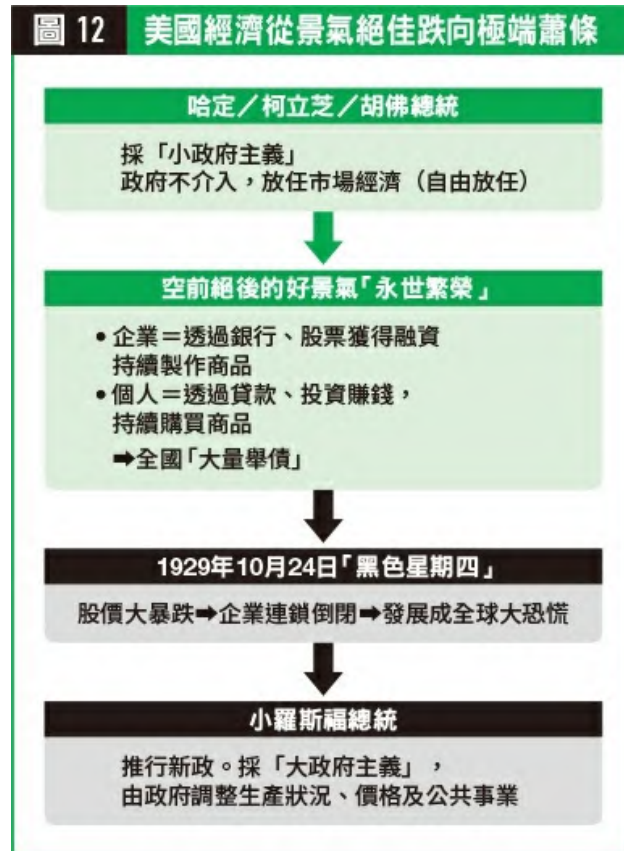 圖 12 美國經濟從景氣絕佳跌向極端蕭條
哈定／柯立芝／胡佛總統
採「小政府主義」
政府不介入，放任市場經濟（自由放任）
空前絕後的好景氣「永世繁榮」
•企業＝透過銀行、股票獲得融資
持續製作商品
•個人＝透過貸款、投資賺錢，
持續購買商品
➡全國「大量舉債」
1929年10月24日「黑色星期四」
股價大暴跌➡企業連鎖倒閉➡發展成全球大恐慌
小羅斯福總統
推行新政。採「大政府主義」，
由政府調整生產狀況、價格及公共事業